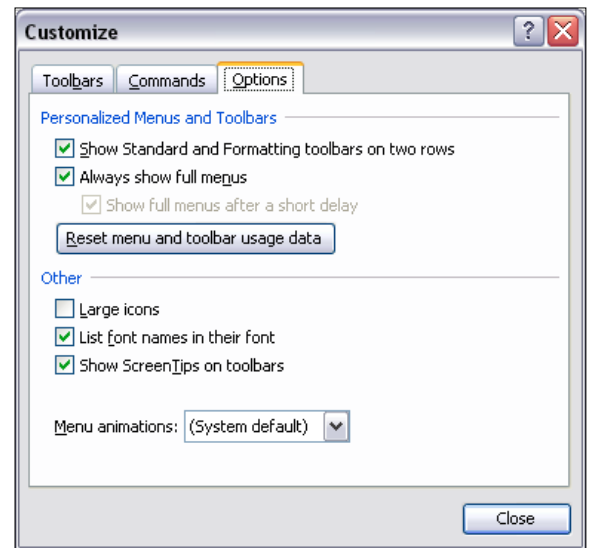 Customize
Toolbars Commands Options
Personalized Menus and Toolbars
Show Standard and Formatting toolbars on two rows
Always show full menus
Show full menus after a short delay
Reset menu and toolbar usage data
Other
Large icons
List font names in their font
Show ScreenTips on toolbars
Menu animations: (System default)
Close